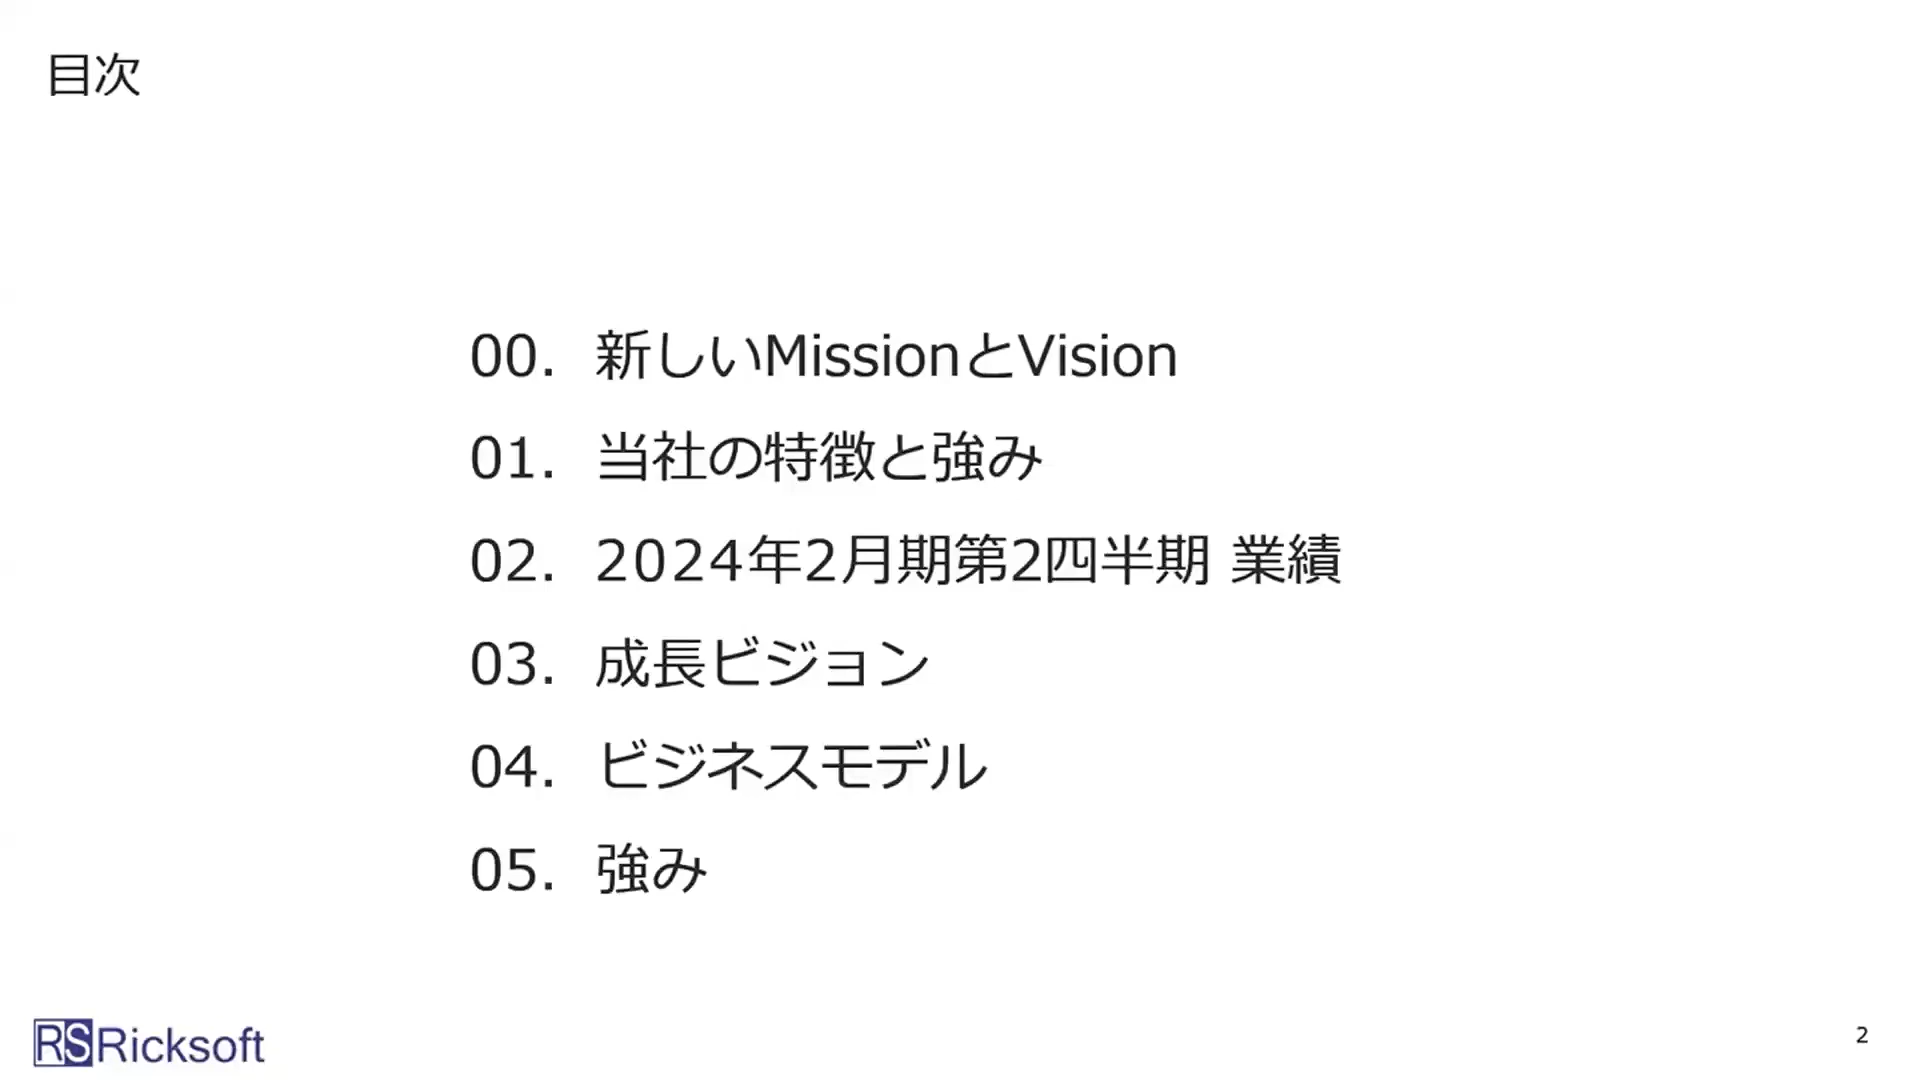 目次
00. 新しいMissionとVision
01. 当社の特徴と強み
02. 2024年2月期第2四半期 業績
03. 成長ビジョン
04. ビジネスモデル
05. 強み
RS Ricksoft
2